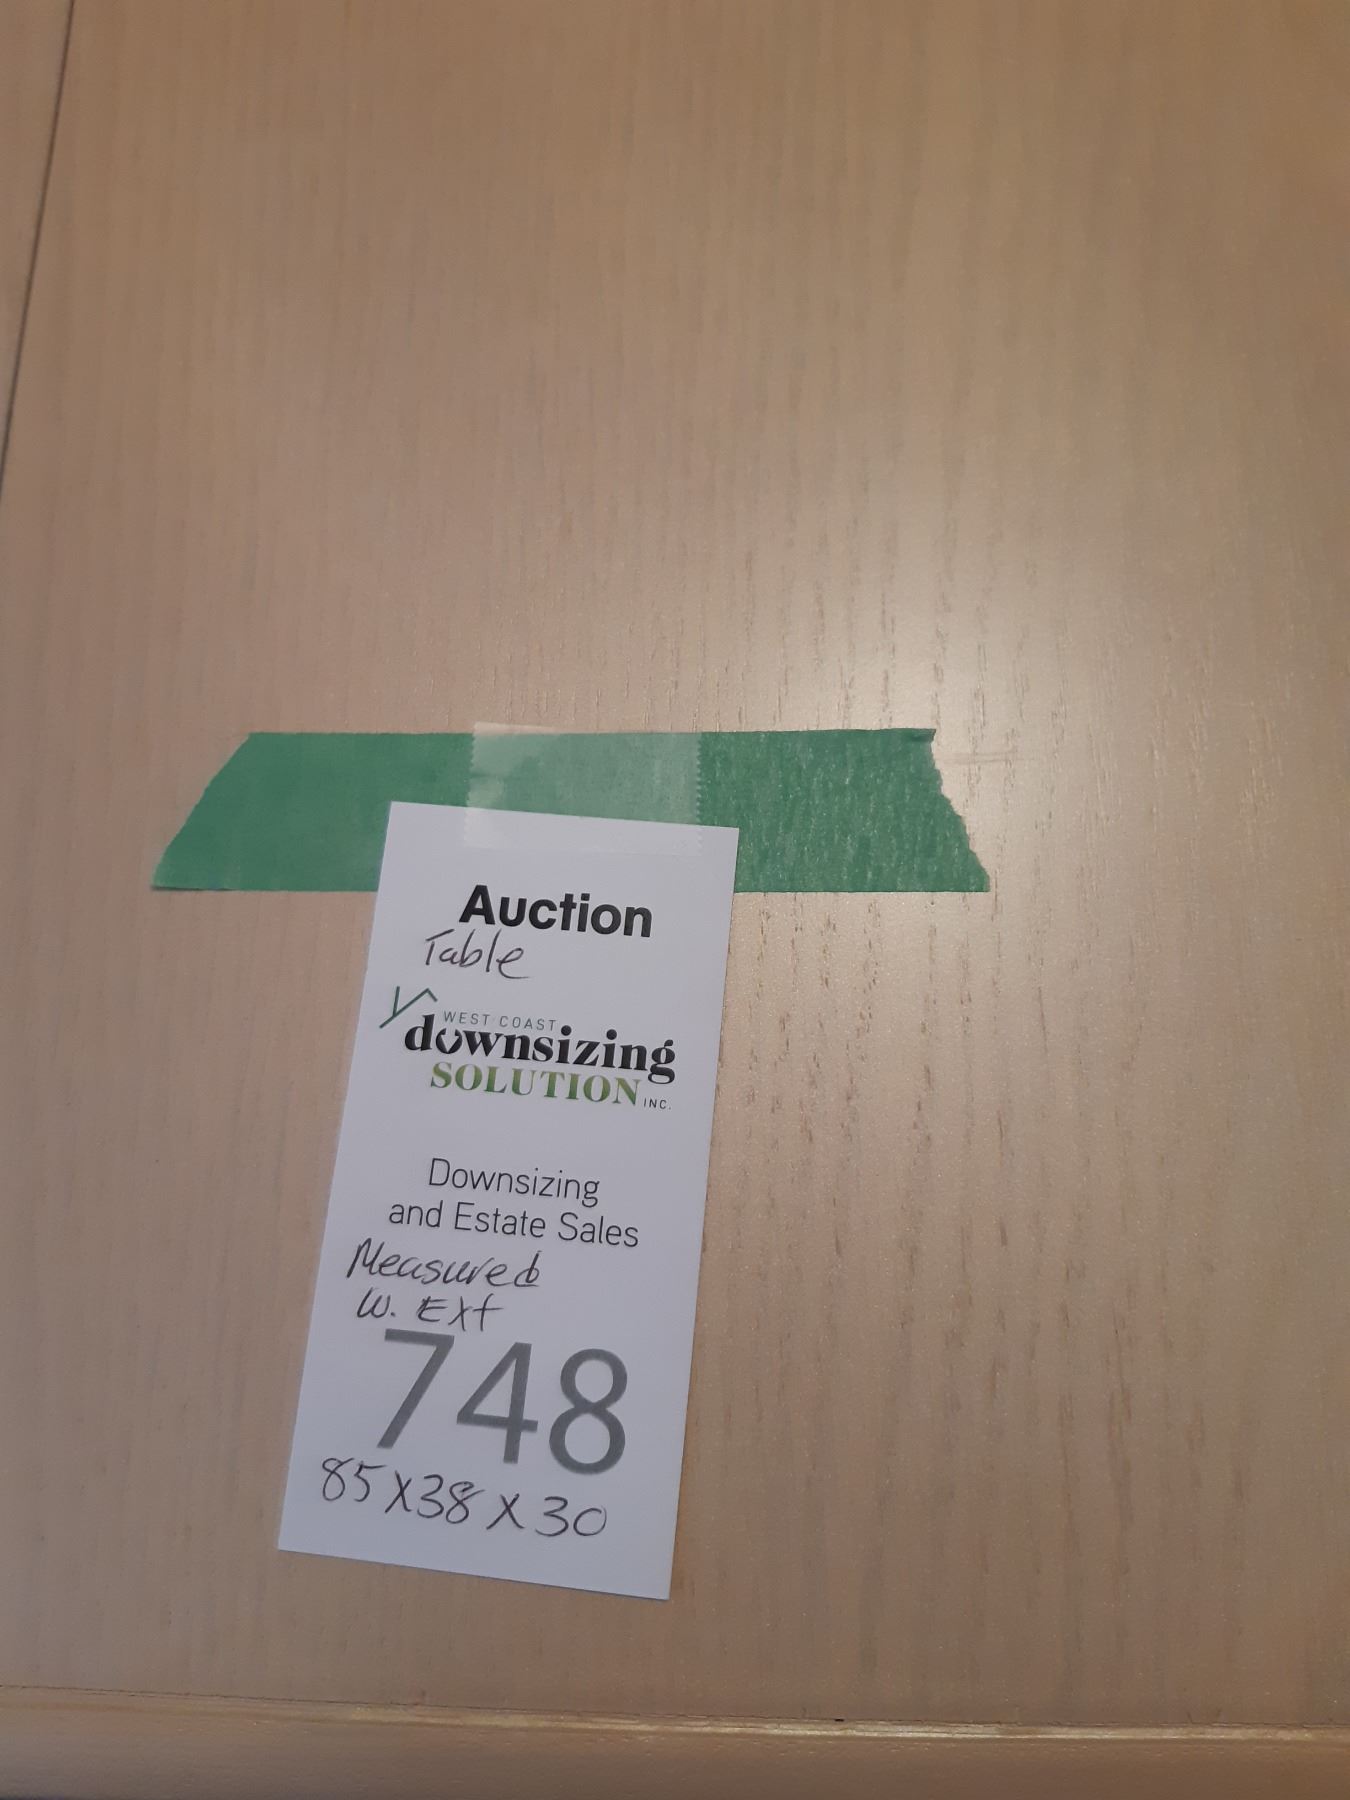 Auction
Table
WEST COAST
downsizing
SOLUTION INC.
Downsizing
and Estate Sales
Measured
W. Ext
748
85 X 38 X 30